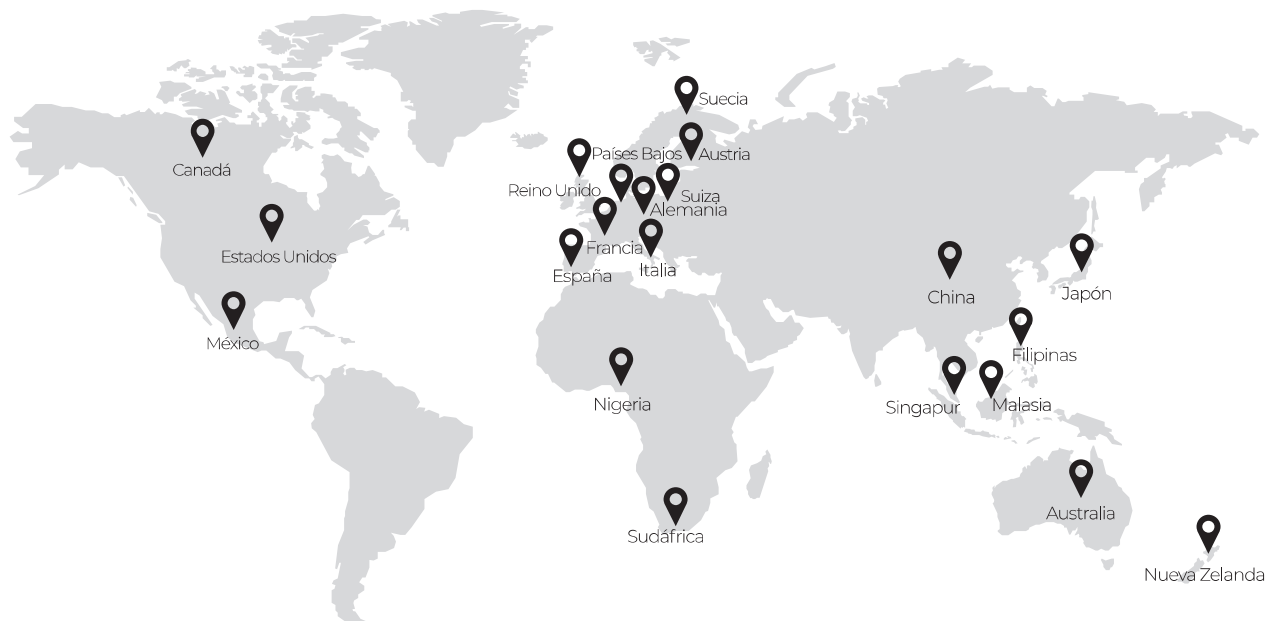 Suecia
Países Bajos
Austria
Canadá
Reino Unido
Suiza
Alemania
Francia
Estados Unidos
Italia
España
China
Japón
México
Filipinas
Nigeria
Singapur
Malasia
Australia
Sudáfrica
Nueva Zelanda